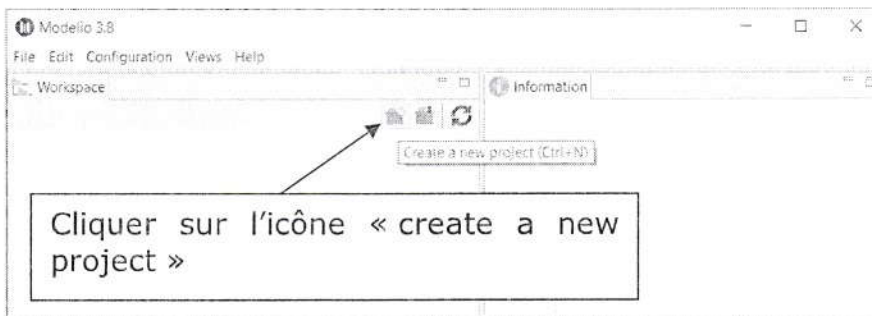 Modelio 3.8
File Edit Configuration Views Help
Workspace
Information
Create a new project (Ctrl+N)
Cliquer sur l'icône « create a new
project »